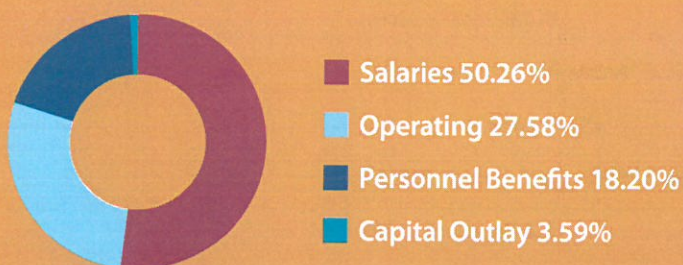 Salaries 50.26%
Operating 27.58%
Personnel Benefits 18.20%
Capital Outlay 3.59%